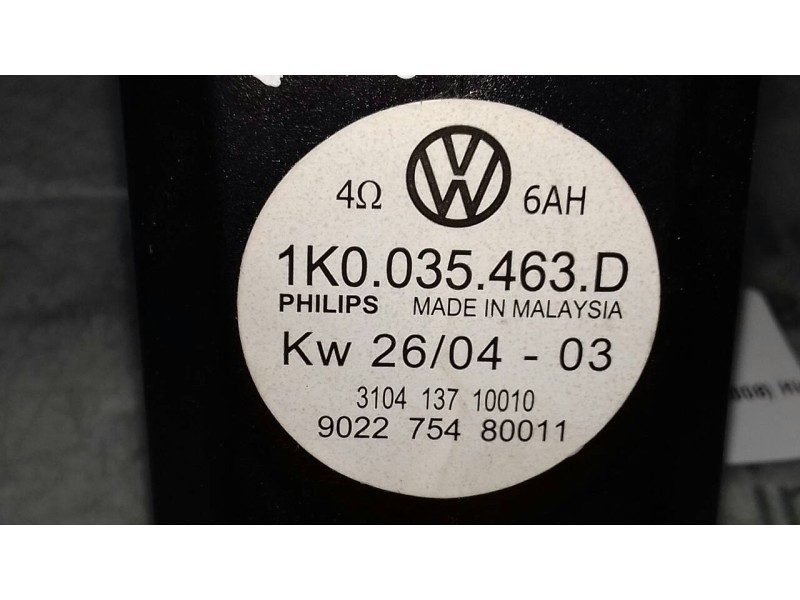 4Ω VW 6AH
1K0.035.463.D
PHILIPS MADE IN MALAYSIA
Kw 26/04 - 03
3104 137 10010
9022 754 80011